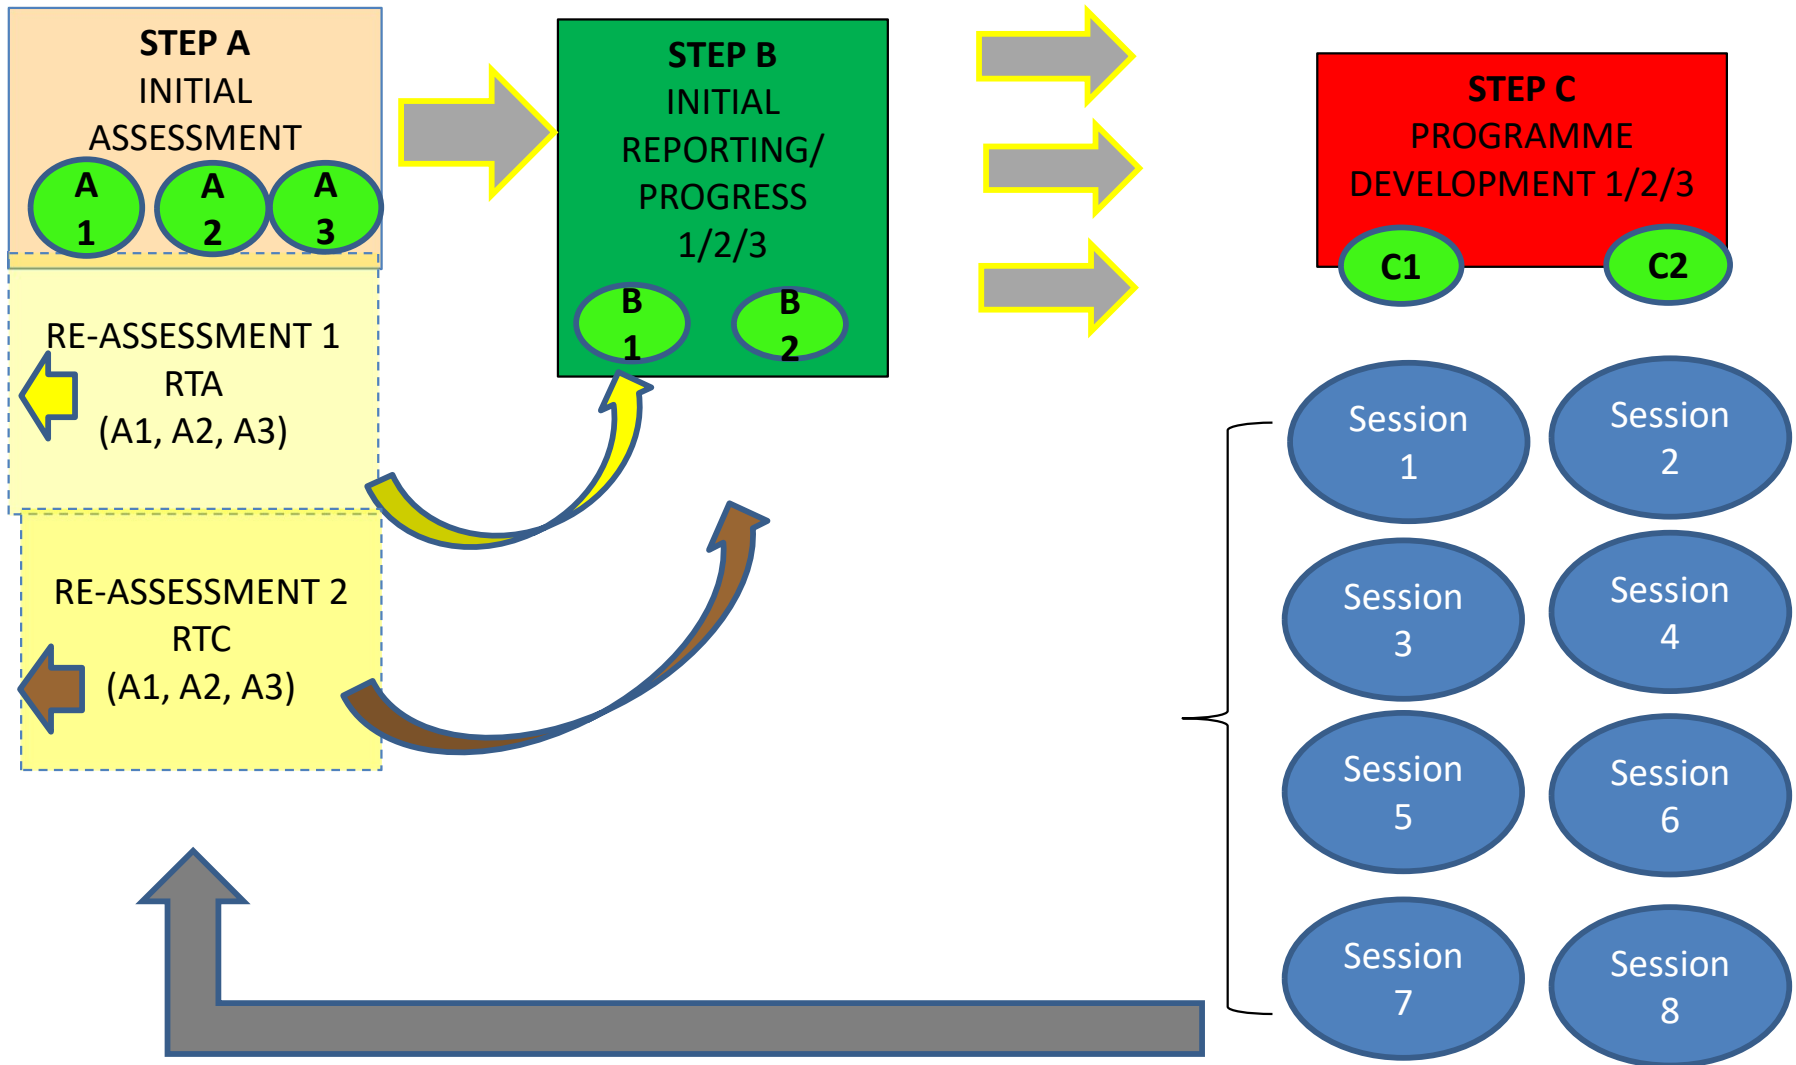 STEP A
INITIAL
ASSESSMENT
A
1
A
2
A
3
RE-ASSESSMENT 1
RTA
(A1, A2, A3)
RE-ASSESSMENT 2
RTC
(A1, A2, A3)
STEP B
INITIAL
REPORTING/
PROGRESS
1/2/3
B
1
B
2
STEP C
PROGRAMME
DEVELOPMENT 1/2/3
C1
C2
Session
1
Session
2
Session
3
Session
4
Session
5
Session
6
Session
7
Session
8